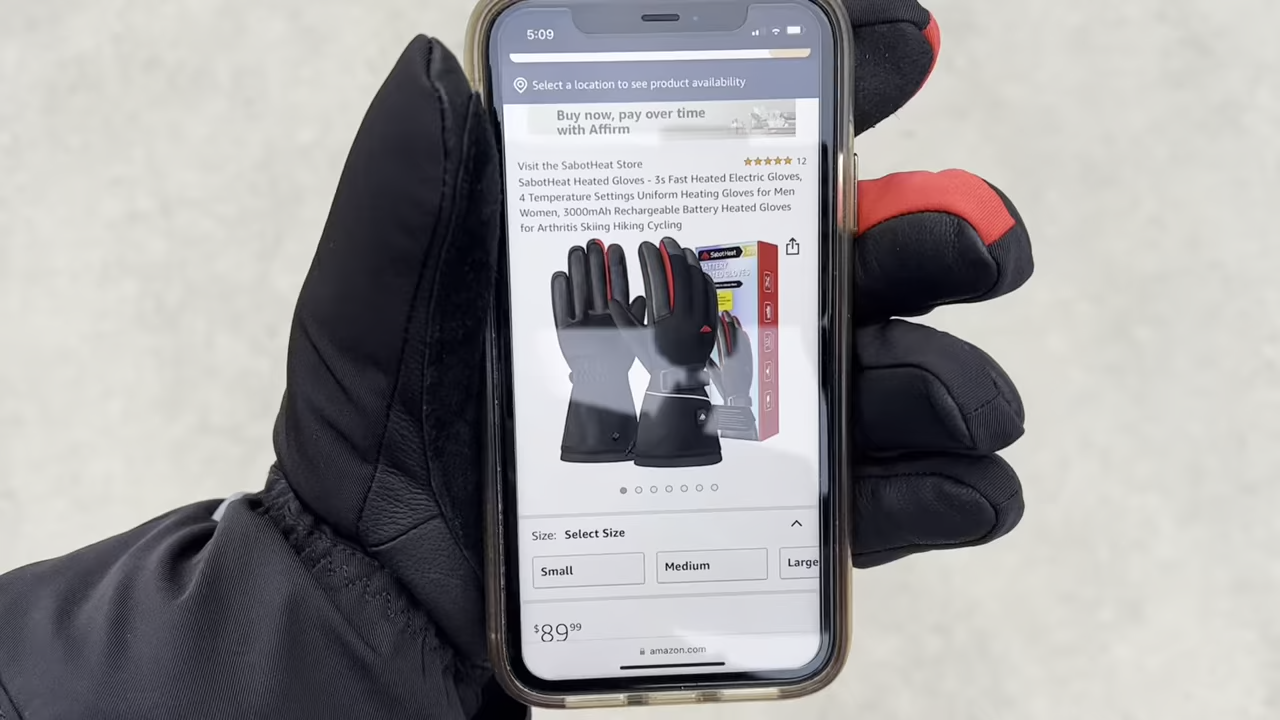 5:09
Select a location to see product availability
Buy now, pay over time
with Affirm
Visit the SabotHeat Store
12
SabotHeat Heated Gloves - 3s Fast Heated Electric Gloves,
4 Temperature Settings Uniform Heating Gloves for Men
Women, 3000mAh Rechargeable Battery Heated Gloves
for Arthritis Skiing Hiking Cycling
SabotHeat
Size: Select Size
Small
Medium
Large
$89.99
amazon.com